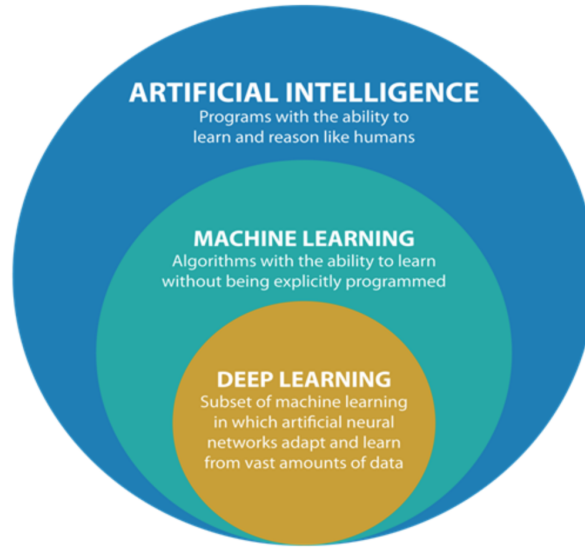 ARTIFICIAL INTELLIGENCE
Programs with the ability to
learn and reason like humans
MACHINE LEARNING
Algorithms with the ability to learn
without being explicitly programmed
DEEP LEARNING
Subset of machine learning
in which artificial neural
networks adapt and learn
from vast amounts of data